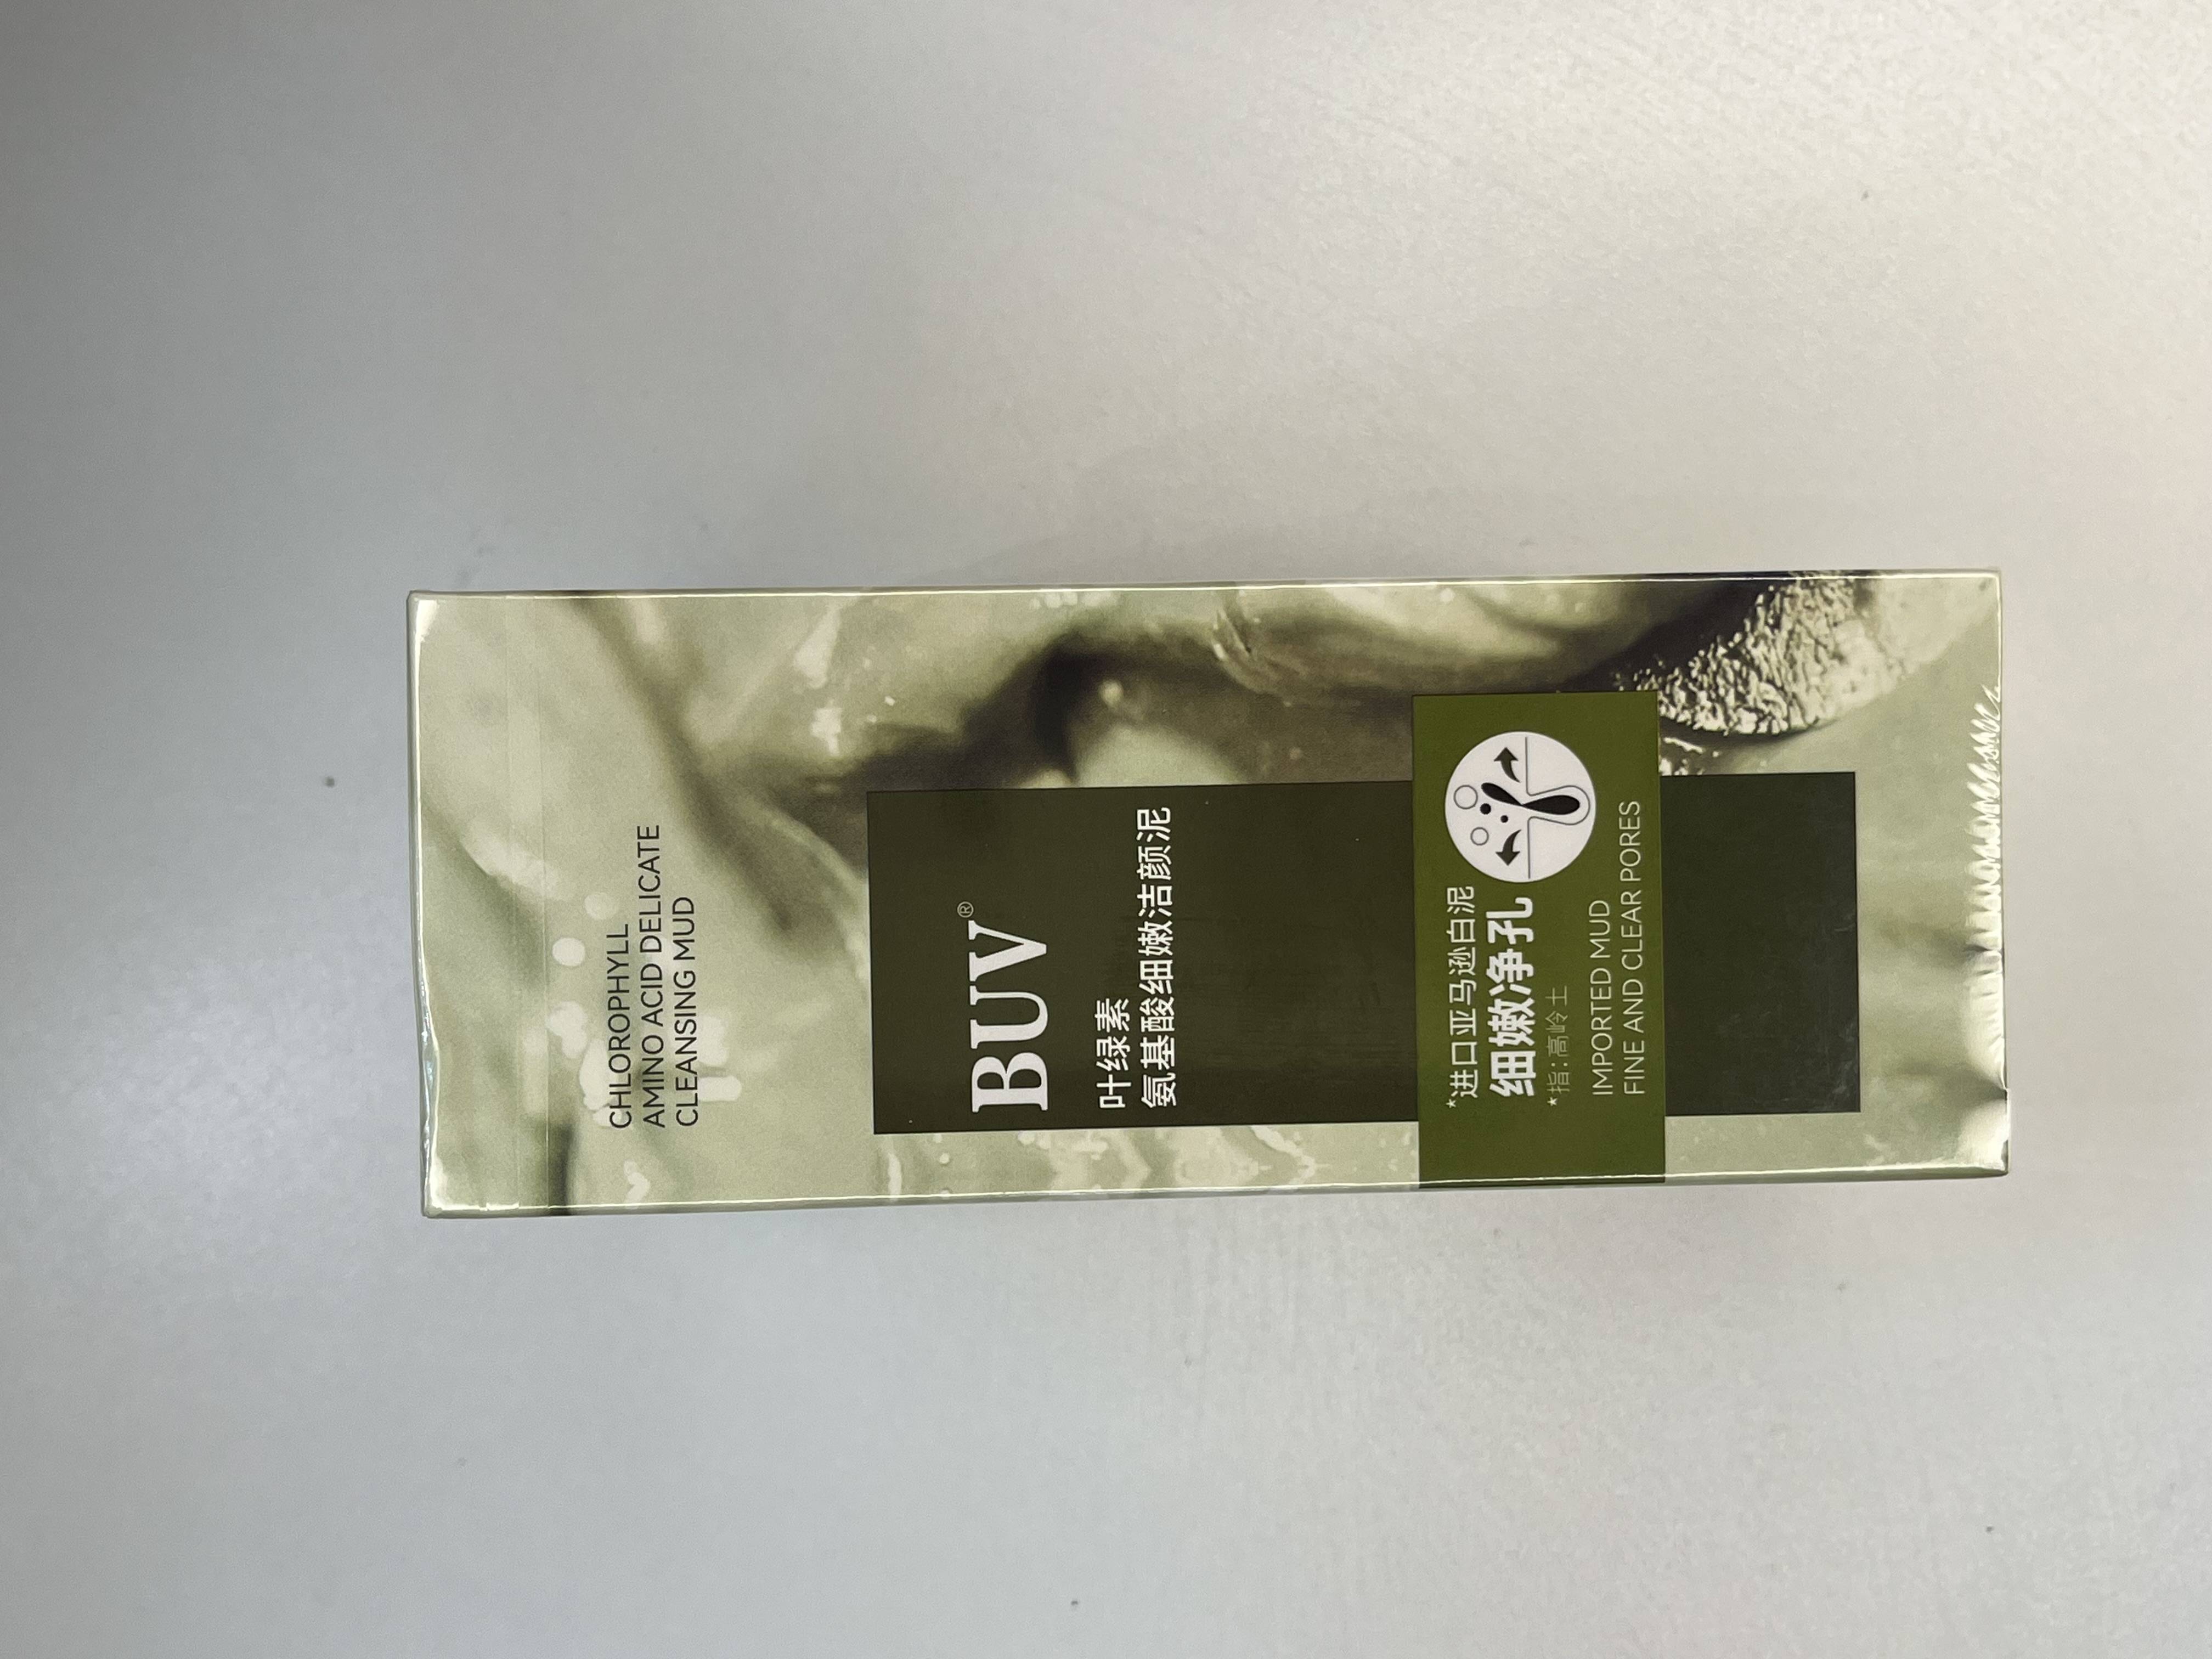 CHLOROPHYLL
AMINO ACID DELICATE
CLEANSING MUD
BUV®
叶绿素
氨基酸细嫩洁颜泥
*进口亚马逊白泥
细嫩净孔
*指:高岭土
IMPORTED MUD
FINE AND CLEAR PORES